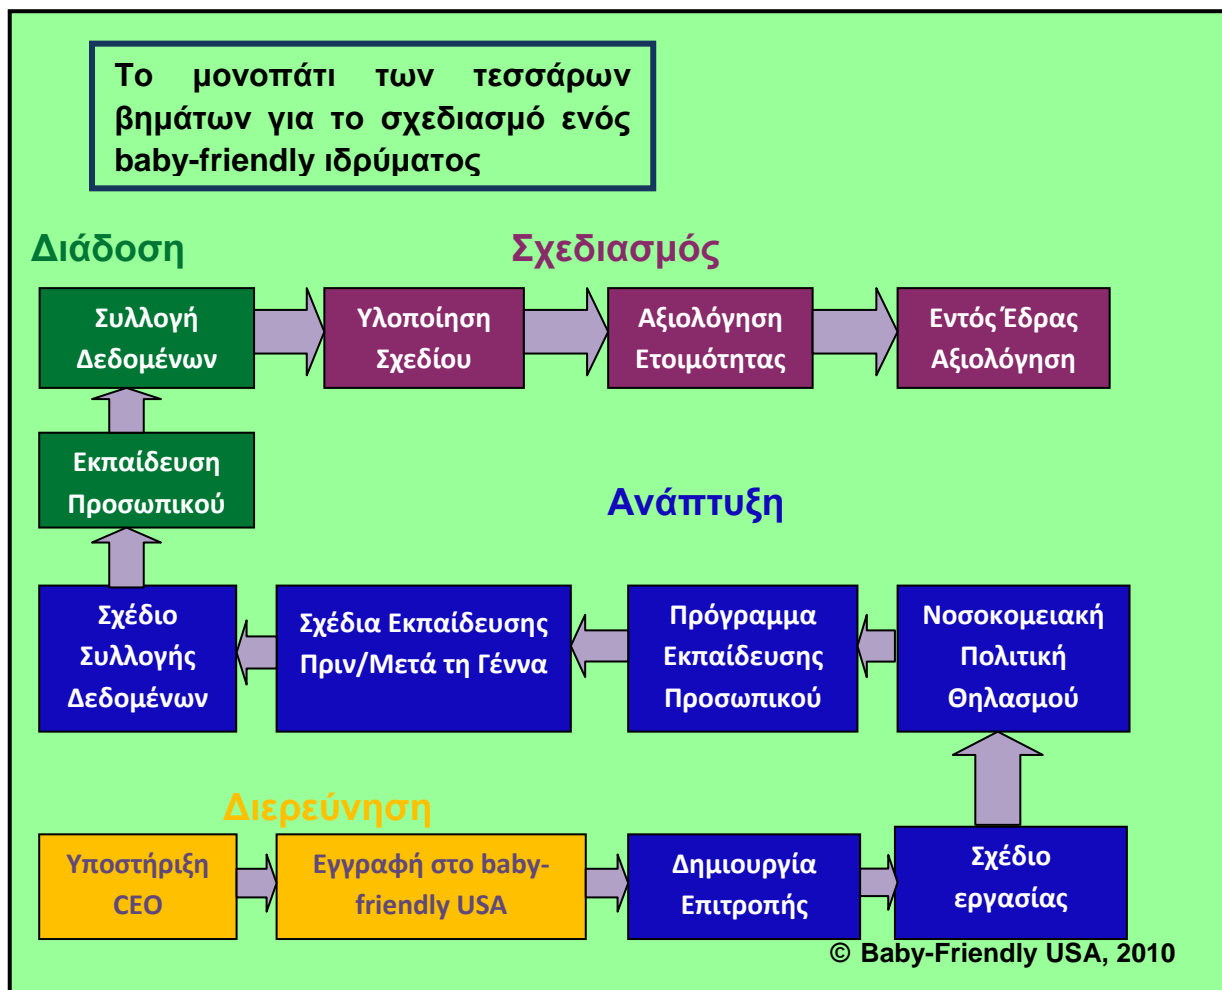 Το μονοπάτι των τεσσάρων
βημάτων για το σχεδιασμό ενός
baby-friendly ιδρύματος
Διάδοση
Σχεδιασμός
Συλλογή
Δεδομένων
Υλοποίηση
Σχεδίου
Αξιολόγηση
Ετοιμότητας
Εντός Έδρας
Αξιολόγηση
Εκπαίδευση
Προσωπικού
Ανάπτυξη
Σχέδιο
Συλλογής
Δεδομένων
Σχέδια Εκπαίδευσης
Πριν/Μετά τη Γέννα
Πρόγραμμα
Εκπαίδευσης
Προσωπικού
Νοσοκομειακή
Πολιτική
Θηλασμού
Διερεύνηση
Υποστήριξη
CEO
Εγγραφή στο baby-
friendly USA
Δημιουργία
Επιτροπής
Σχέδιο
εργασίας
© Baby-Friendly USA, 2010